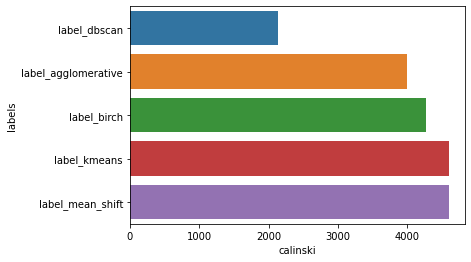 label_dbscan
label_agglomerative
label_birch
label_kmeans
label_mean_shift
labels
0 1000 2000 3000 4000
calinski